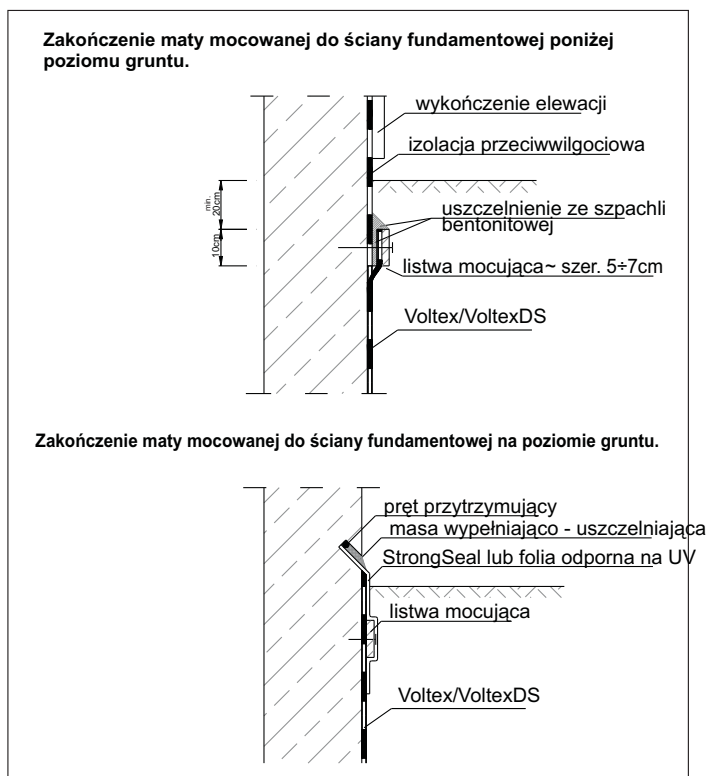 Zakończenie maty mocowanej do ściany fundamentowej poniżej
poziomu gruntu.
wykończenie elewacji
izolacja przeciwwilgociowa
min.
20cm
uszczelnienie ze szpachli
bentonitowej
10cm
listwa mocująca~ szer. 5÷7cm
Voltex/VoltexDS
Zakończenie maty mocowanej do ściany fundamentowej na poziomie gruntu.
pręt przytrzymujący
masa wypełniająco - uszczelniająca
StrongSeal lub folia odporna na UV
listwa mocująca
Voltex/VoltexDS